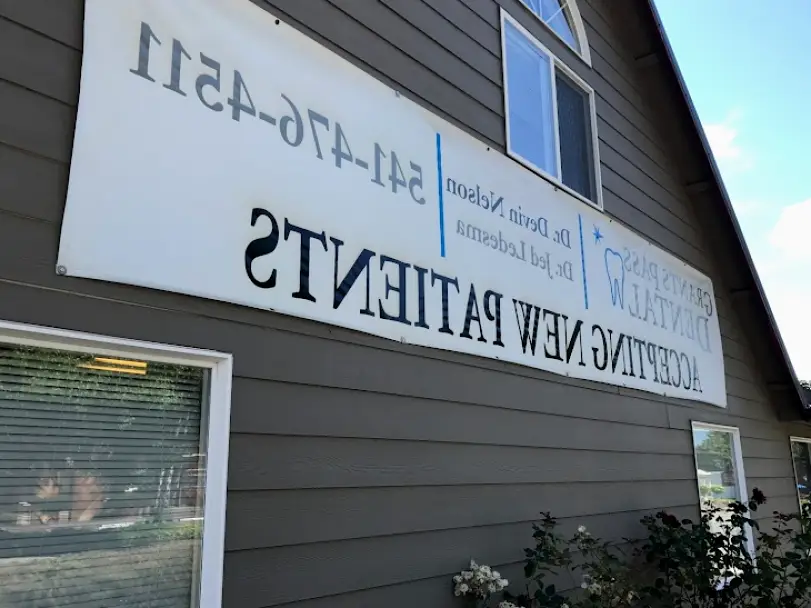 GRANTS PASS
DENTAL
Dr. Devin Nelson
Dr. Jed Ledesma
541-476-4511
ACCEPTING NEW PATIENTS